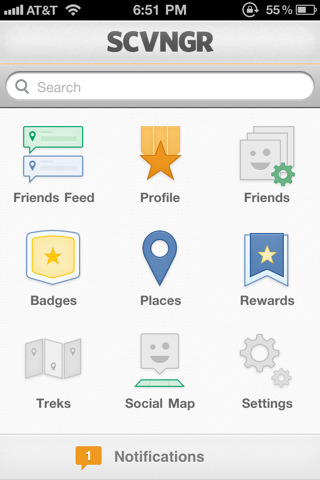 AT&T 6:51 PM 55%
SCVNGR
Search
Friends Feed Profile Friends
Badges Places Rewards
Treks Social Map Settings
1 Notifications